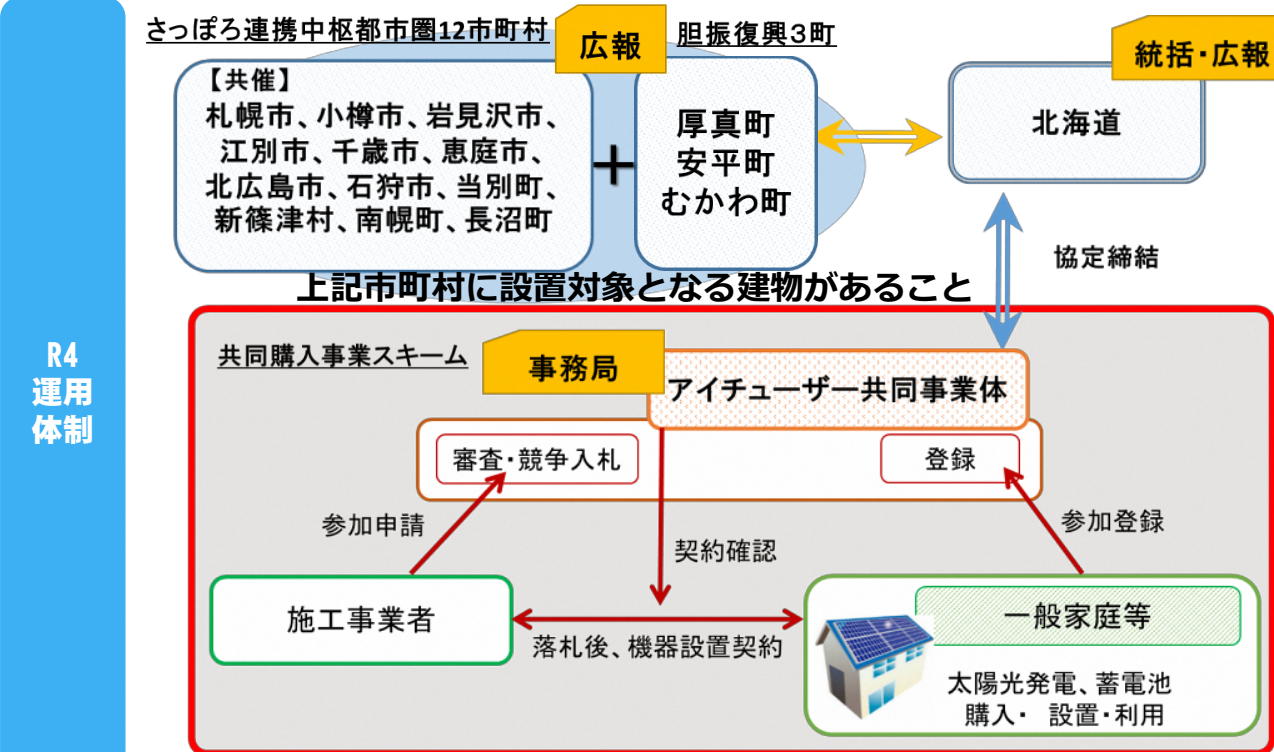 さっぽろ連携中枢都市圏12市町村
広報
胆振復興3町
統括・広報
【共催】
札幌市、小樽市、岩見沢市、
江別市、千歳市、恵庭市、
北広島市、石狩市、当別町、
新篠津村、南幌町、長沼町
+
厚真町
安平町
むかわ町
北海道
協定締結
上記市町村に設置対象となる建物があること
R4
運用
体制
共同購入事業スキーム
事務局
アイチューザー共同事業体
審査・競争入札
登録
参加申請
契約確認
参加登録
施工事業者
落札後、機器設置契約
一般家庭等
太陽光発電、蓄電池
購入・ 設置・利用